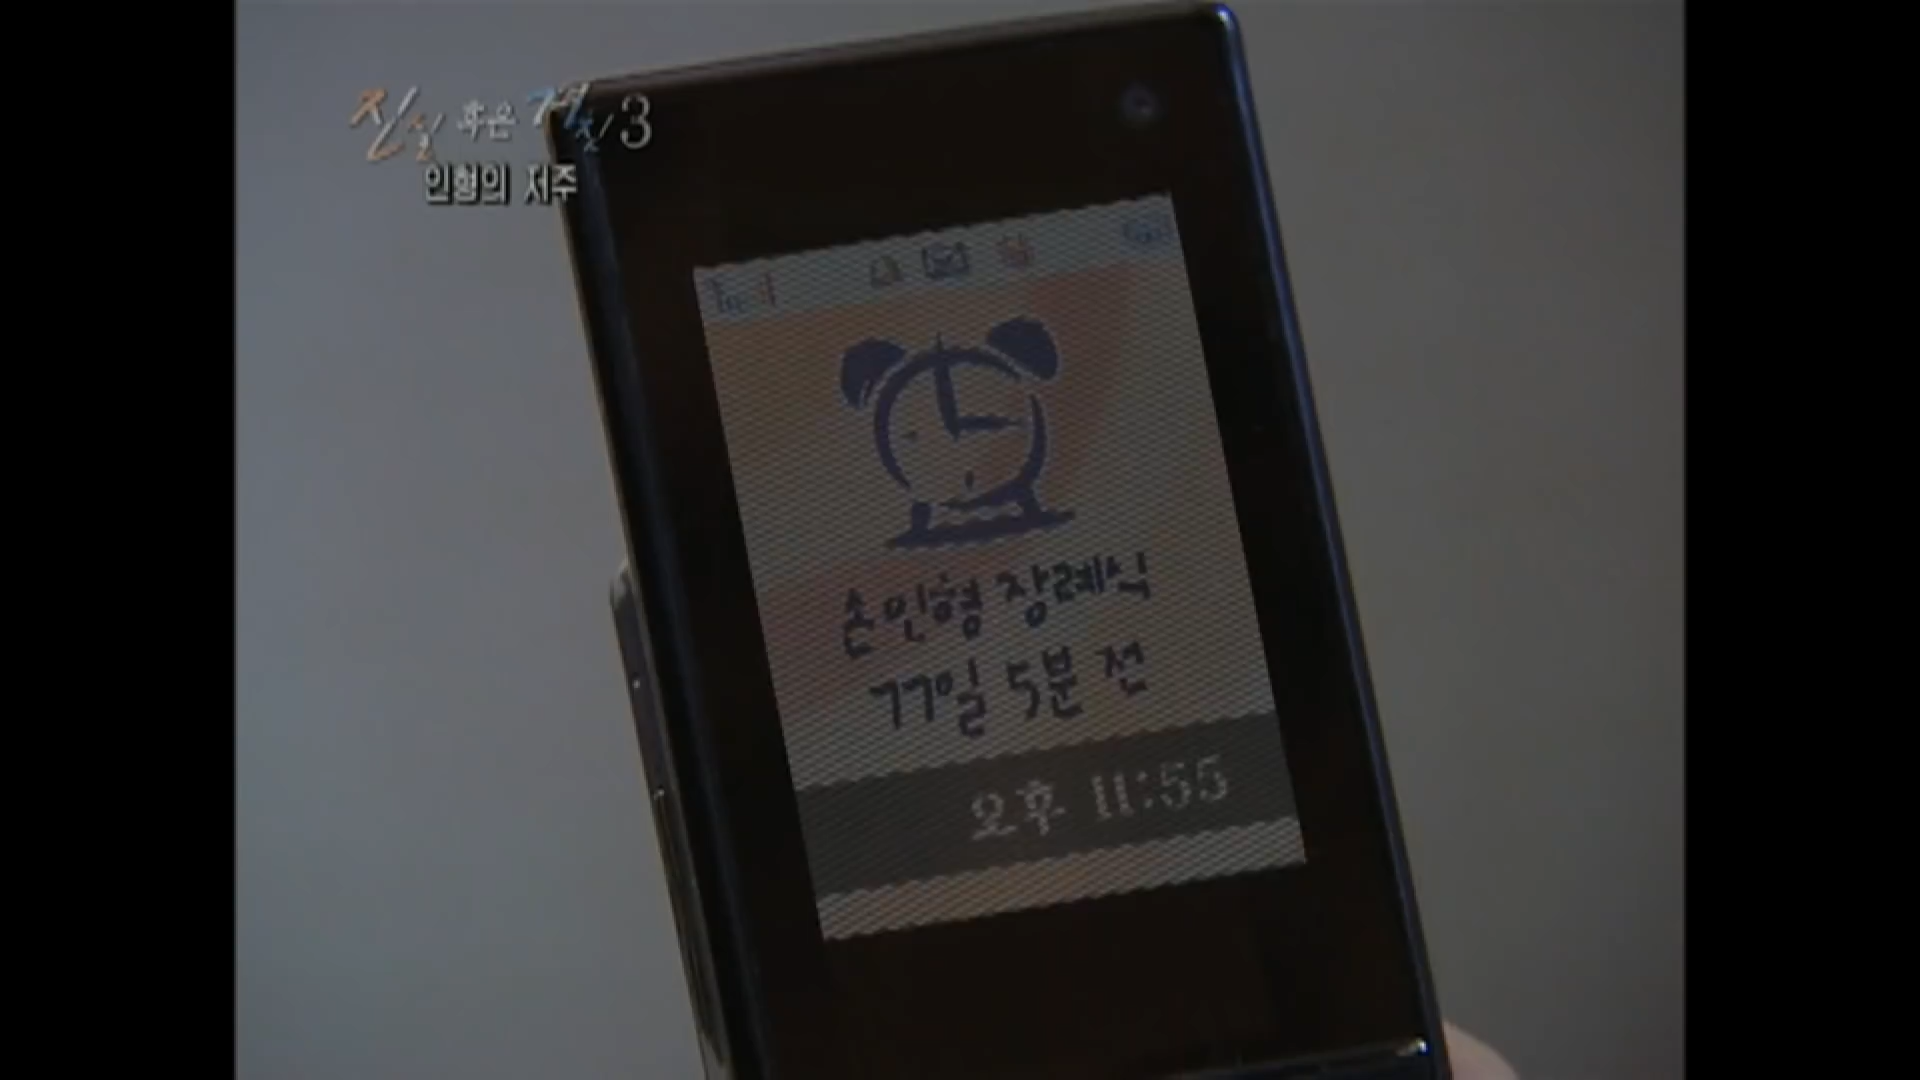 진실 혹은 거짓 3
인형의 저주
손인형 장례식
77일 5분 전
오후 11:55